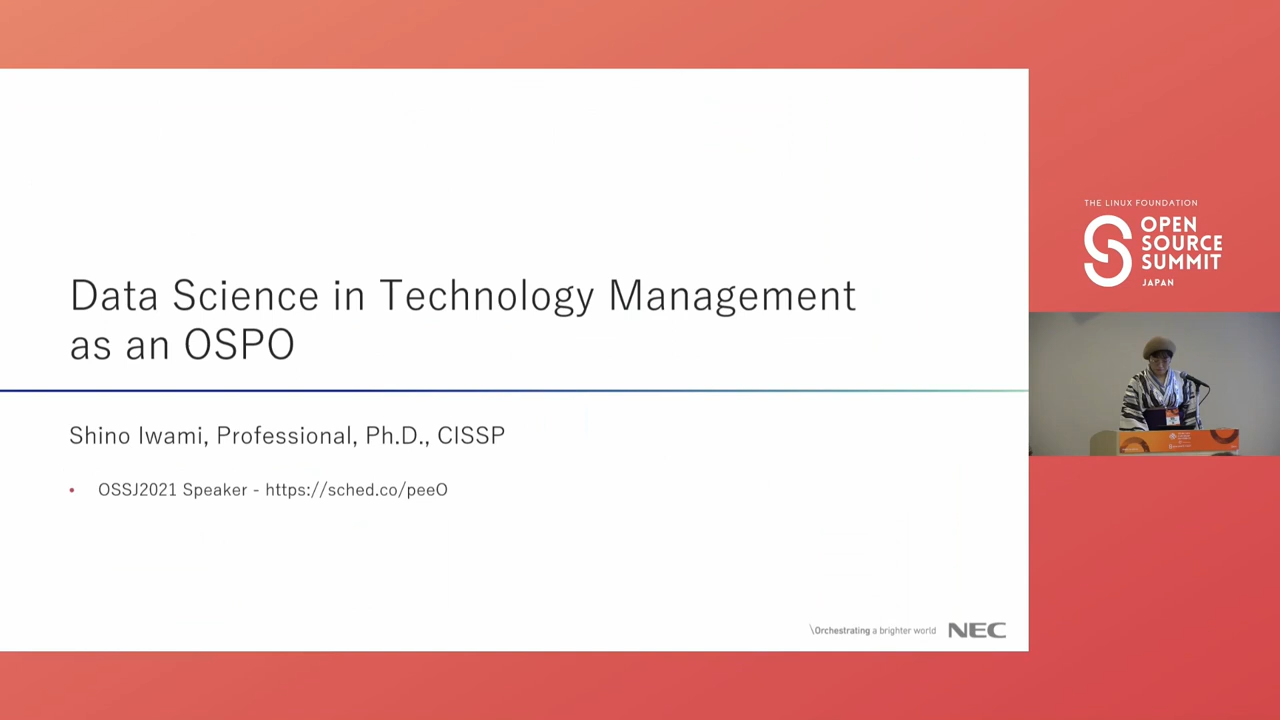 Data Science in Technology Management
as an OSPO
Shino Iwami, Professional, Ph.D., CISSP
• OSSJ2021 Speaker - https://sched.co/peeO
\Orchestrating a brighter world NEC
THE LINUX FOUNDATION
OPEN
SOURCE
SUMMIT
JAPAN